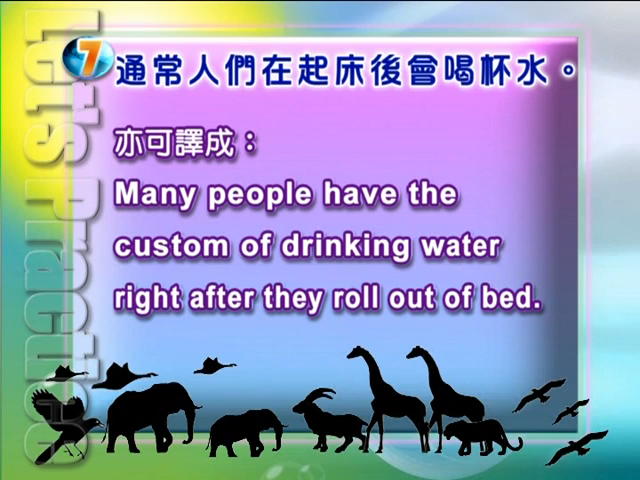 Let's Practice
7 通常人們在起床後會喝杯水。
亦可譯成：
Many people have the
custom of drinking water
right after they roll out of bed.